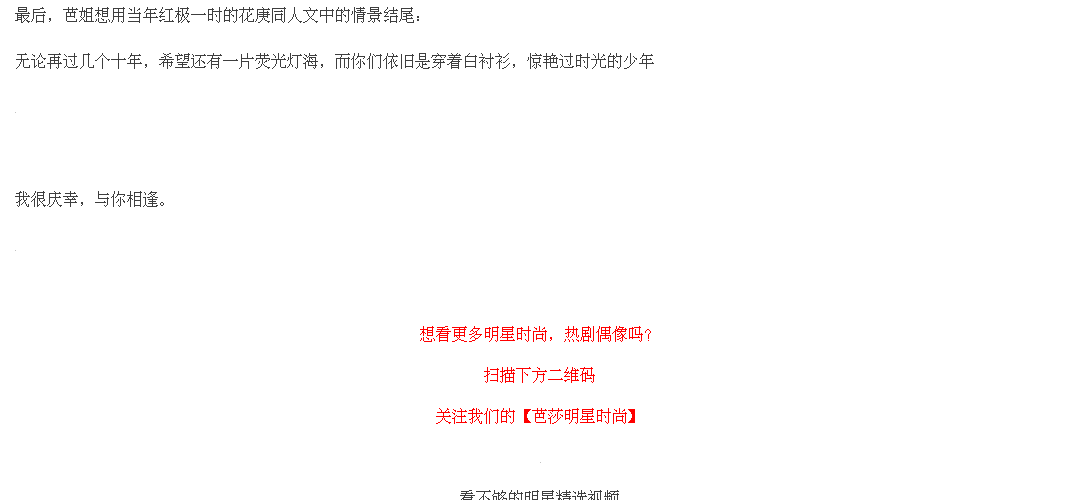 最后，芭姐想用当年红极一时的花庚同人文中的情景结尾：
无论再过几个十年，希望还有一片荧光灯海，而你们依旧是穿着白衬衫，惊艳过时光的少年
我很庆幸，与你相逢。
想看更多明星时尚，热剧偶像吗？
扫描下方二维码
关注我们的【芭莎明星时尚】
看不够的明星精选视频